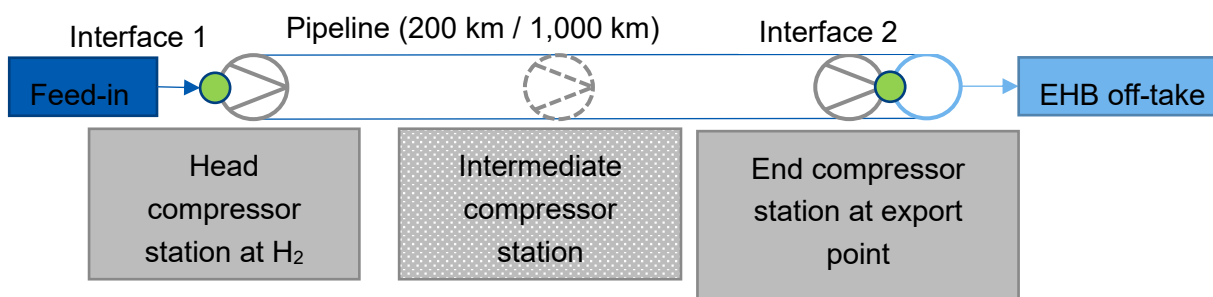 Interface 1
Pipeline (200 km / 1,000 km)
Interface 2
Feed-in
EHB off-take
Head
compressor
station at H₂
Intermediate
compressor
station
End compressor
station at export
point